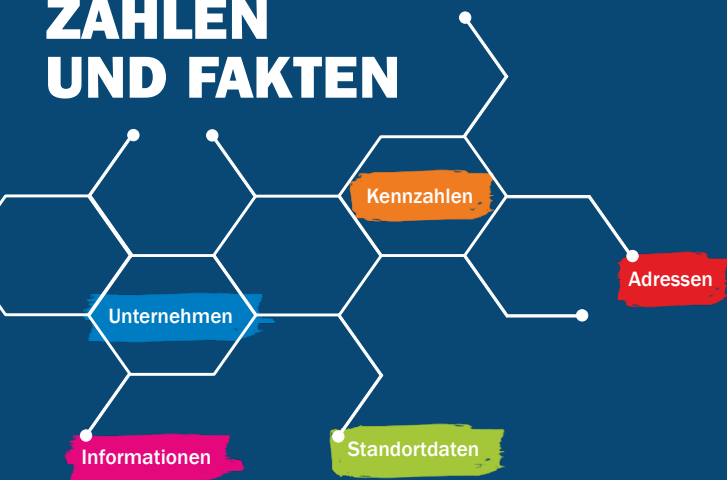 ZAHLEN
UND FAKTEN
Kennzahlen
Adressen
Unternehmen
Standortdaten
Informationen